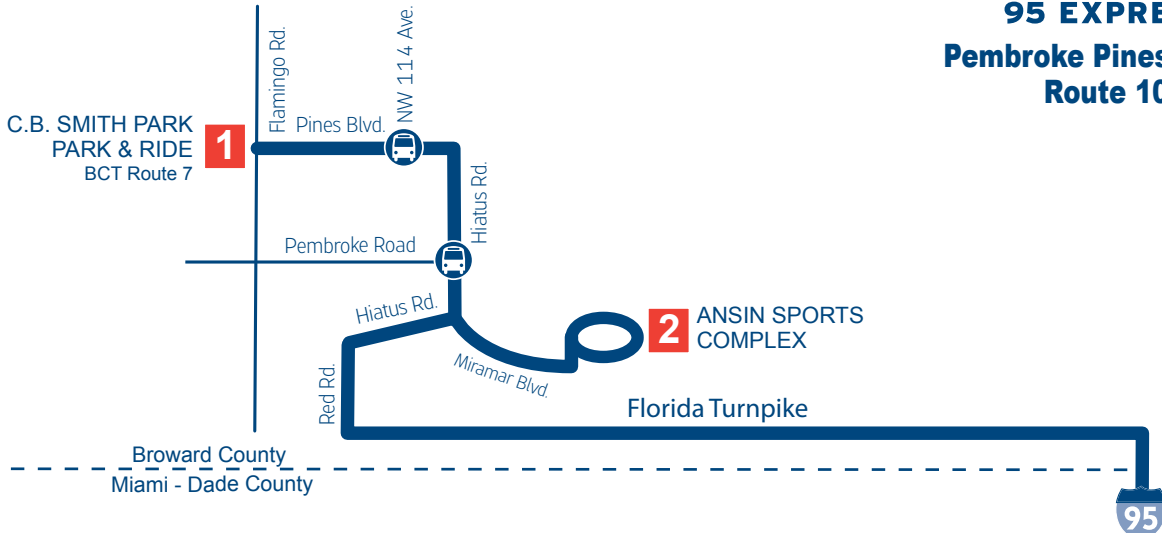 95 EXPRE
Pembroke Pines
Route 10
Flamingo Rd.
NW 114 Ave.
C.B. SMITH PARK
PARK & RIDE
BCT Route 7
1
Pines Blvd.
Hiatus Rd.
Pembroke Road
Hiatus Rd.
2
ANSIN SPORTS
COMPLEX
Miramar Blvd.
Red Rd.
Florida Turnpike
Broward County
Miami - Dade County
95